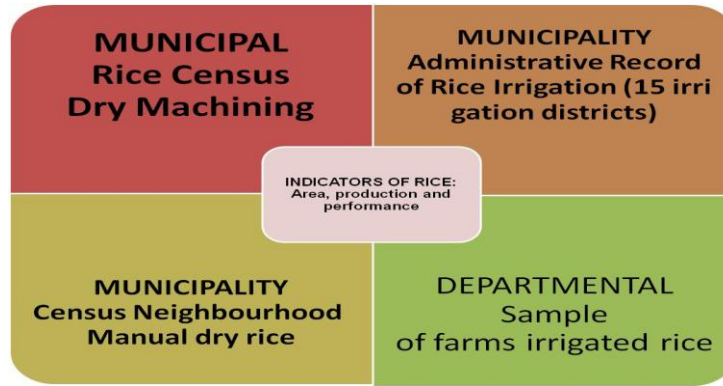 MUNICIPAL
Rice Census
Dry Machining
MUNICIPALITY
Administrative Record
of Rice Irrigation (15 irri
gation districts)
INDICATORS OF RICE:
Area, production and
performance
MUNICIPALITY
Census Neighbourhood
Manual dry rice
DEPARTMENTAL
Sample
of farms irrigated rice